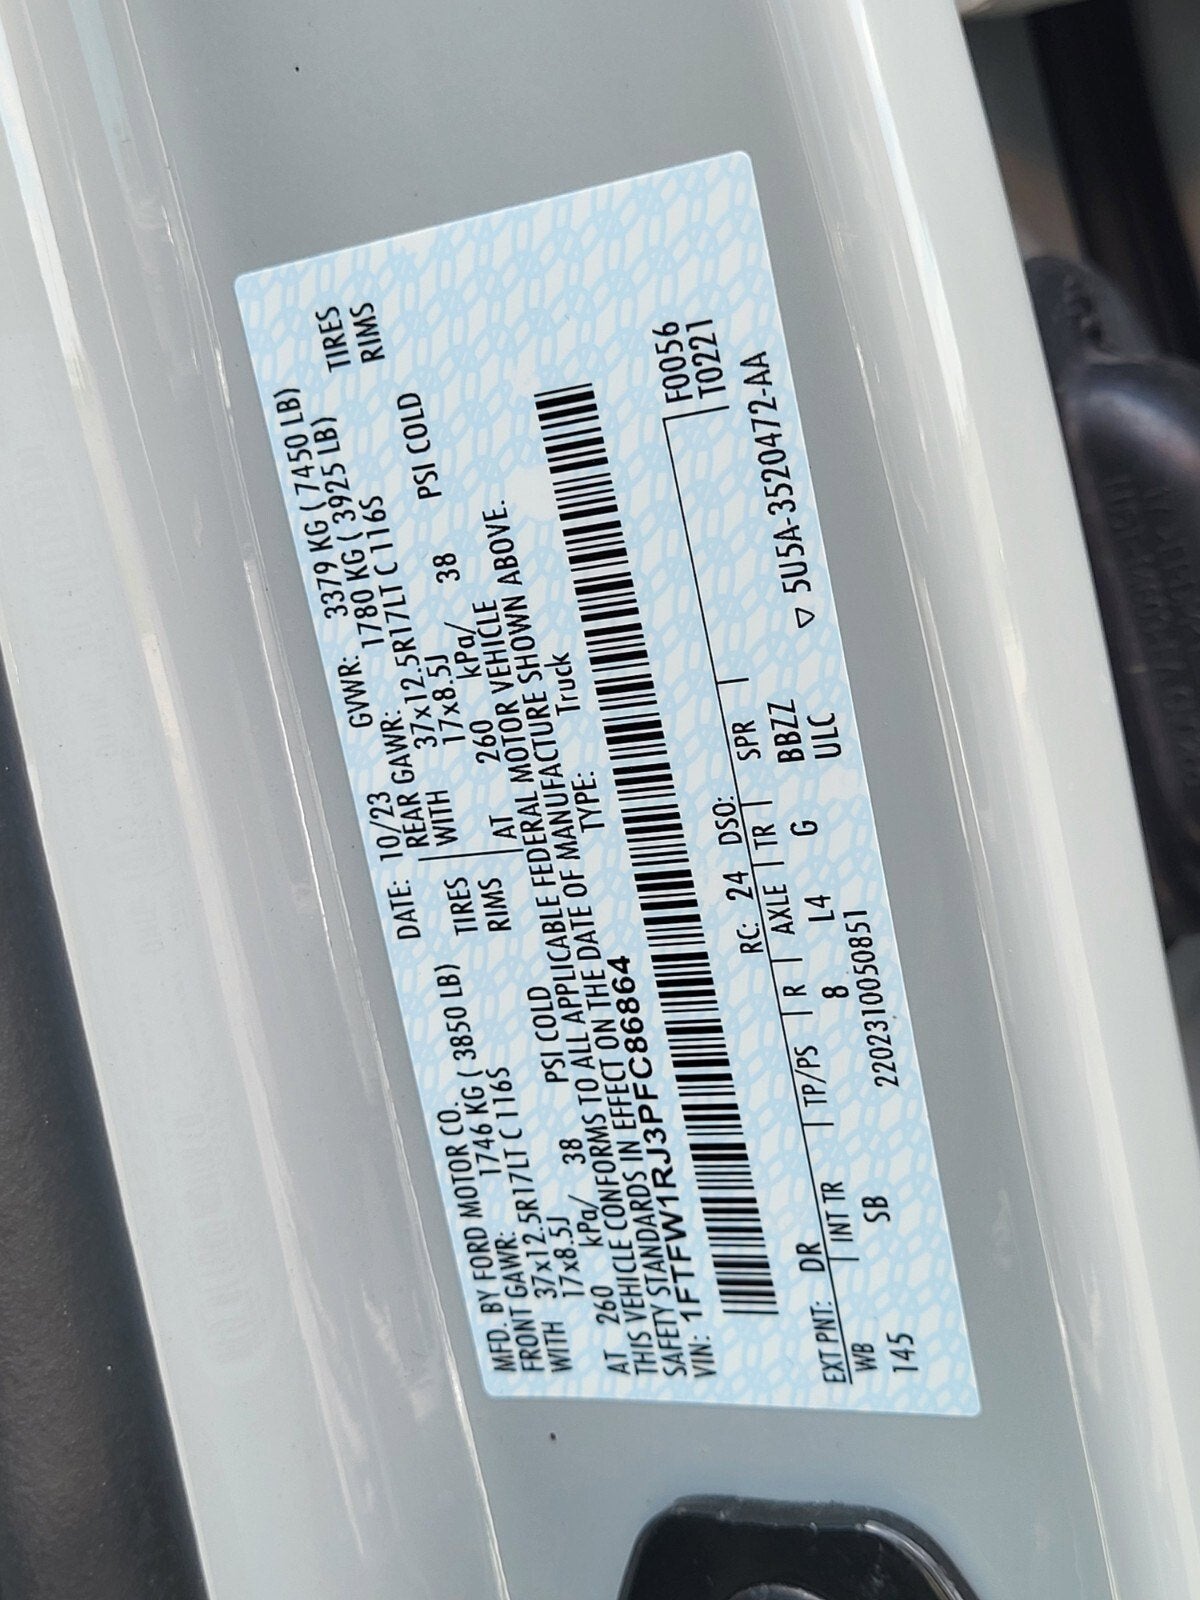 MFD. BY FORD MOTOR CO. DATE: 10/23 GVWR: 3379 KG ( 7450 LB)
FRONT GAWR: 1746 KG ( 3850 LB) REAR GAWR: 1780 KG ( 3925 LB)
WITH 37x12.5R17LT C 116S TIRES WITH 37x12.5R17LT C 116S TIRES
17x8.5J RIMS 17x8.5J RIMS
AT 260 kPa/ 38 PSI COLD AT 260 kPa/ 38 PSI COLD
THIS VEHICLE CONFORMS TO ALL APPLICABLE FEDERAL MOTOR VEHICLE
SAFETY STANDARDS IN EFFECT ON THE DATE OF MANUFACTURE SHOWN ABOVE.
VIN: 1FTFW1RJ3PFC86864 TYPE: Truck
F0056
EXT PNT: DR RC: 24 DSO: T0221
WB INT TR TP/PS R AXLE TR SPR
145 SB 8 L4 G BBZZ
2202310050851 ULC ▽ 5U5A-3520472-AA